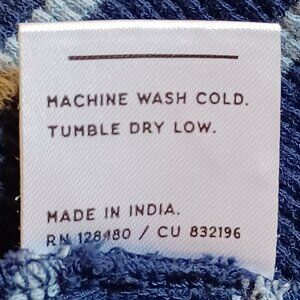 MACHINE WASH COLD.
TUMBLE DRY LOW.
MADE IN INDIA.
RN 128480 / CU 832196